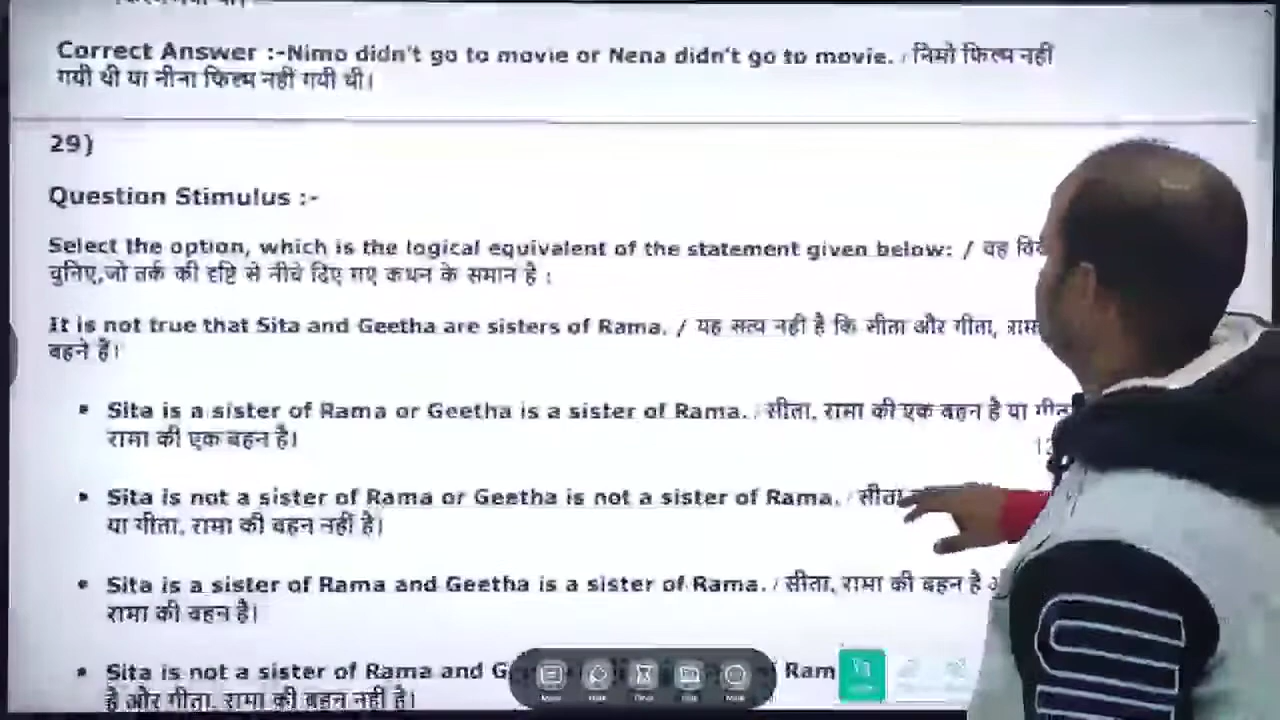 Correct Answer :-Nimo didn't go to movie or Nena didn't go to movie. / निमो फिल्म नहीं
गयी थी या नीना फिल्म नहीं गयी थी।
29)
Question Stimulus :-
Select the option, which is the logical equivalent of the statement given below: / वह
चुनिए,जो तर्क की दृष्टि से नीचे दिए गए कथन के समान है :
It is not true that Sita and Geetha are sisters of Rama. / यह सत्य नहीं है कि सीता और गीता,
बहने हैं।
Sita is a sister of Rama or Geetha is a sister of Rama. / सीता, रामा की एक बहन है या
रामा की एक बहन है।
Sita is not a sister of Rama or Geetha is not a sister of Rama. / सीता
या गीता, रामा की बहन नहीं है।
Sita is a sister of Rama and Geetha is a sister of Rama. / सीता, रामा की बहन है
रामा की बहन है।
Sita is not a sister of Rama and
है और गीता, रामा की बहन नहीं है।